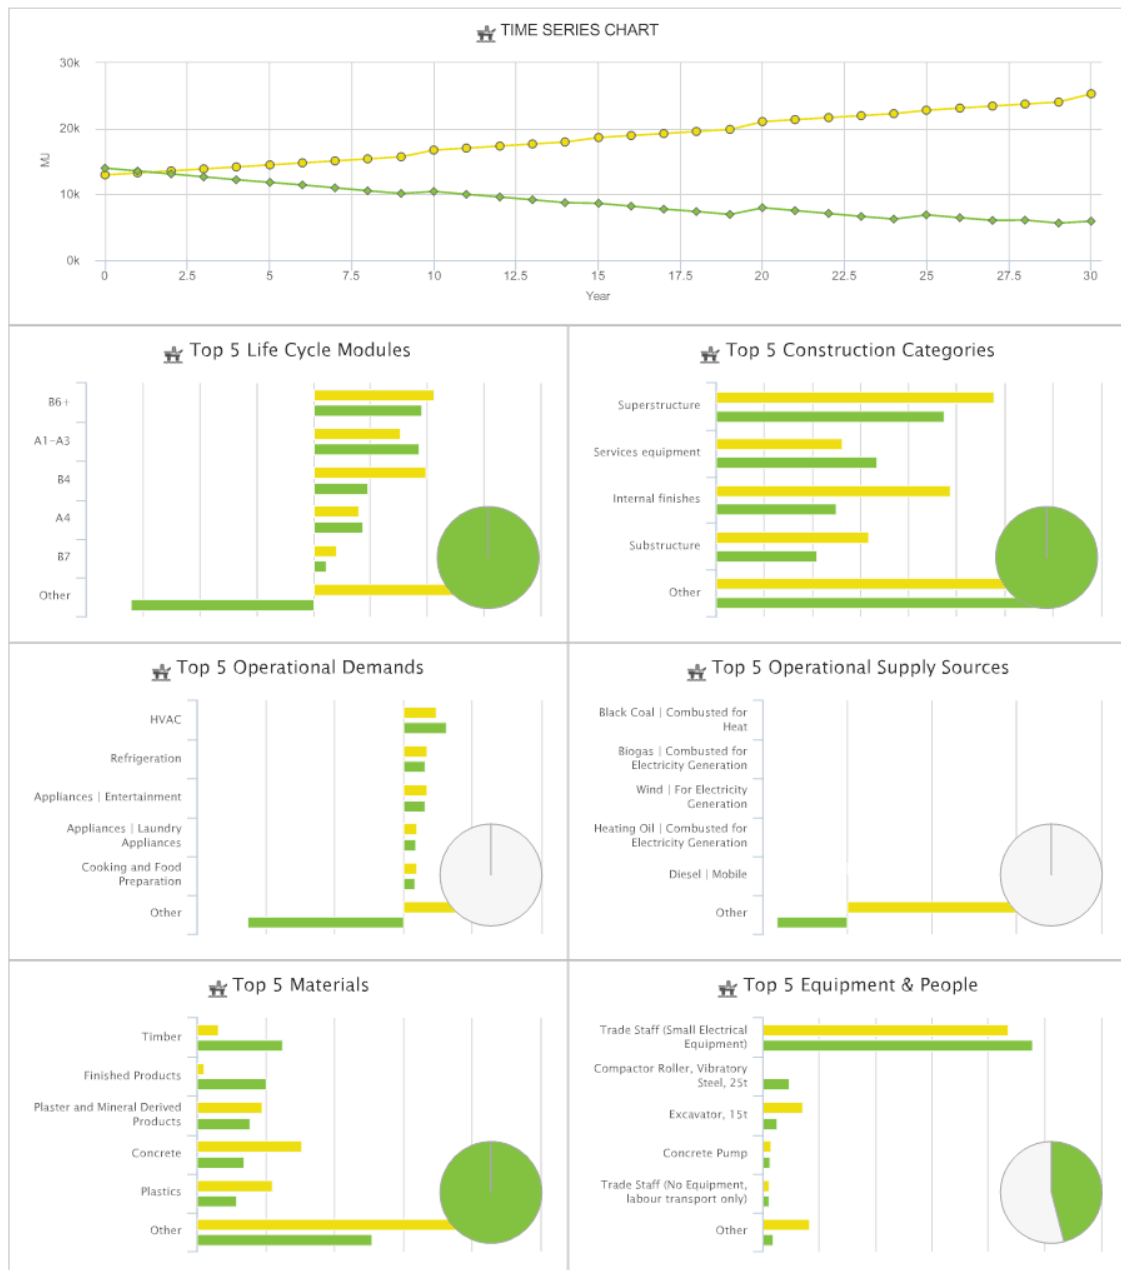 TIME SERIES CHART
30k
20k
10k
0k
MJ
0
2.5
5
7.5
10
12.5
15
17.5
20
22.5
25
27.5
30
Year
Top 5 Life Cycle Modules
B6+
A1-A3
B4
A4
B7
Other
Top 5 Construction Categories
Superstructure
Services equipment
Internal finishes
Substructure
Other
Top 5 Operational Demands
HVAC
Refrigeration
Appliances | Entertainment
Appliances | Laundry
Appliances
Cooking and Food
Preparation
Other
Top 5 Operational Supply Sources
Black Coal | Combusted for
Heat
Biogas | Combusted for
Electricity Generation
Wind | For Electricity
Generation
Heating Oil | Combusted for
Electricity Generation
Diesel | Mobile
Other
Top 5 Materials
Timber
Finished Products
Plaster and Mineral Derived
Products
Concrete
Plastics
Other
Top 5 Equipment & People
Trade Staff (Small Electrical
Equipment)
Compactor Roller, Vibratory
Steel, 25t
Excavator, 15t
Concrete Pump
Trade Staff (No Equipment,
labour transport only)
Other